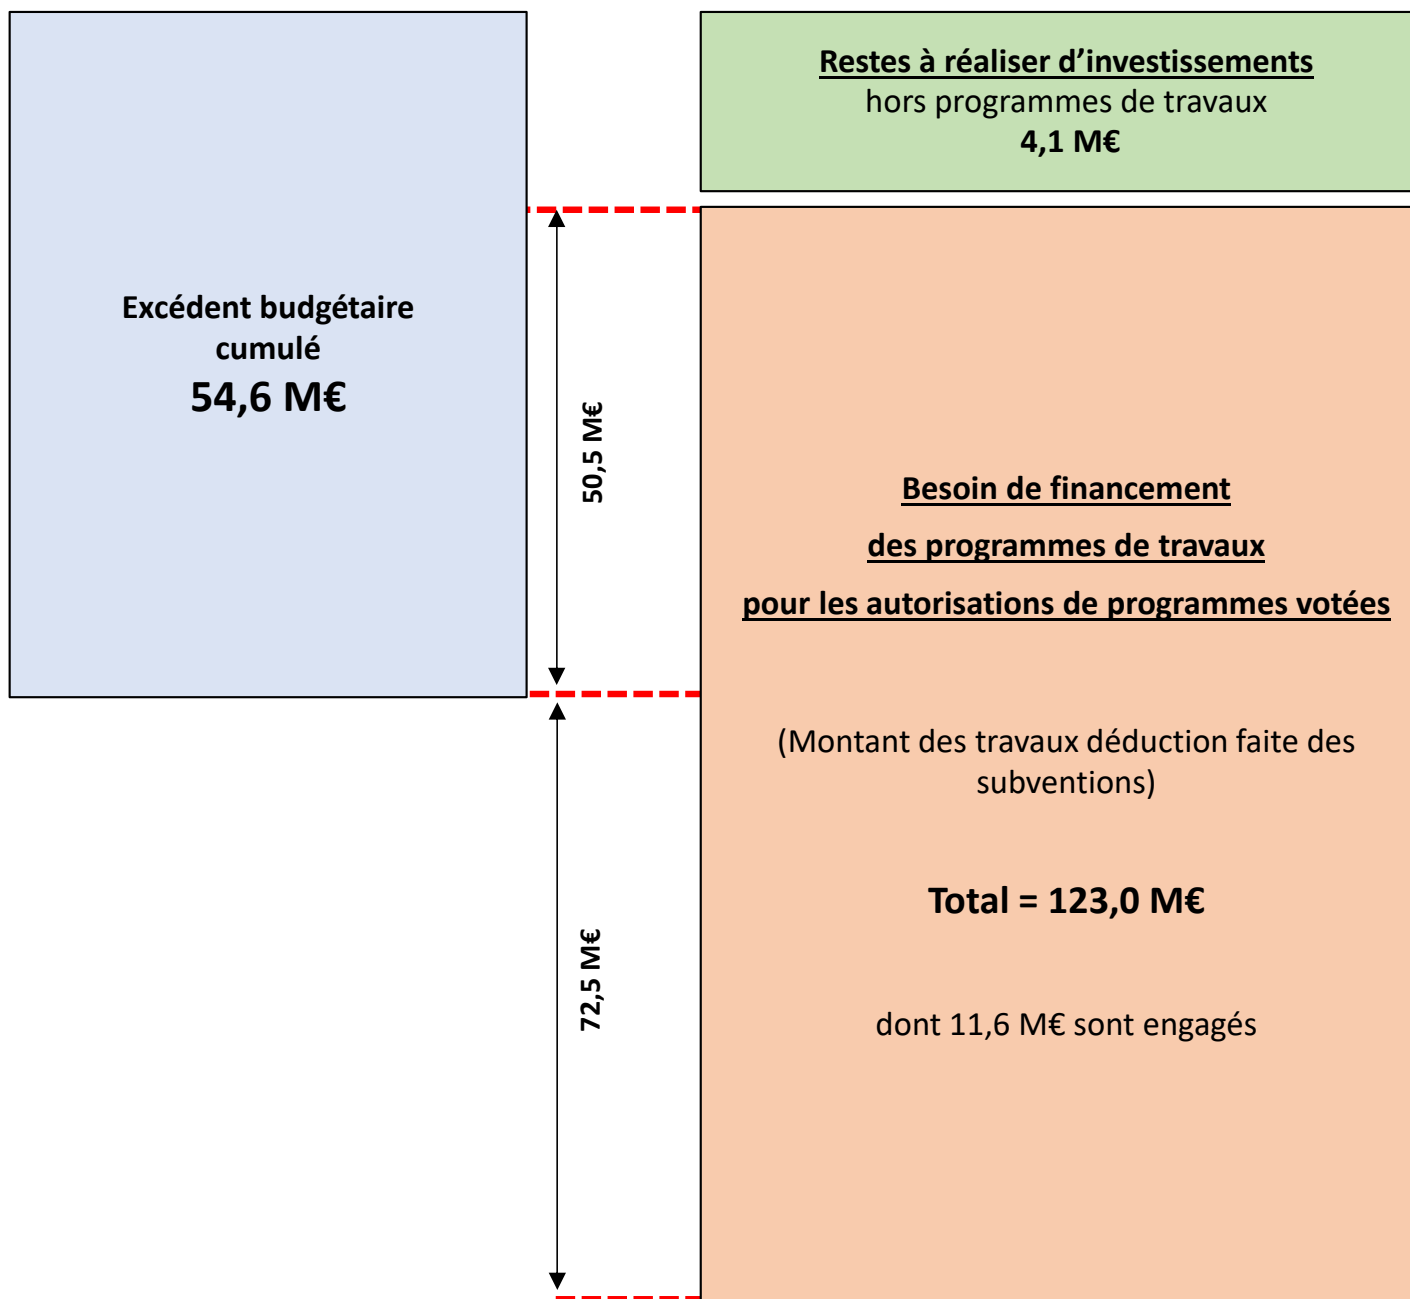 Restes à réaliser d’investissements
hors programmes de travaux
4,1 M€
Excédent budgétaire
cumulé
54,6 M€
50,5 M€
Besoin de financement
des programmes de travaux
pour les autorisations de programmes votées
(Montant des travaux déduction faite des
subventions)
Total = 123,0 M€
72,5 M€
dont 11,6 M€ sont engagés